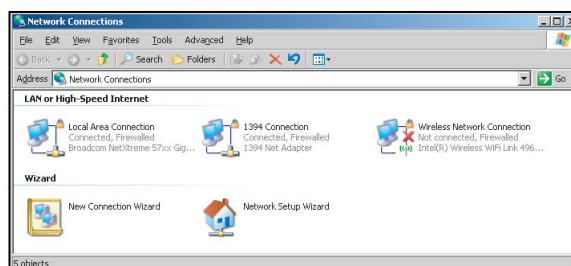 Network Connections
File Edit View Favorites Tools Advanced Help
Back Search Folders
Address Network Connections Go
LAN or High-Speed Internet
Local Area Connection
Connected, Firewalled
Broadcom NetXtreme 57xx Gig...
1394 Connection
Connected, Firewalled
1394 Net Adapter
Wireless Network Connection
Not connected, Firewalled
Intel(R) Wireless WiFi Link 496...
Wizard
New Connection Wizard
Network Setup Wizard
5 objects